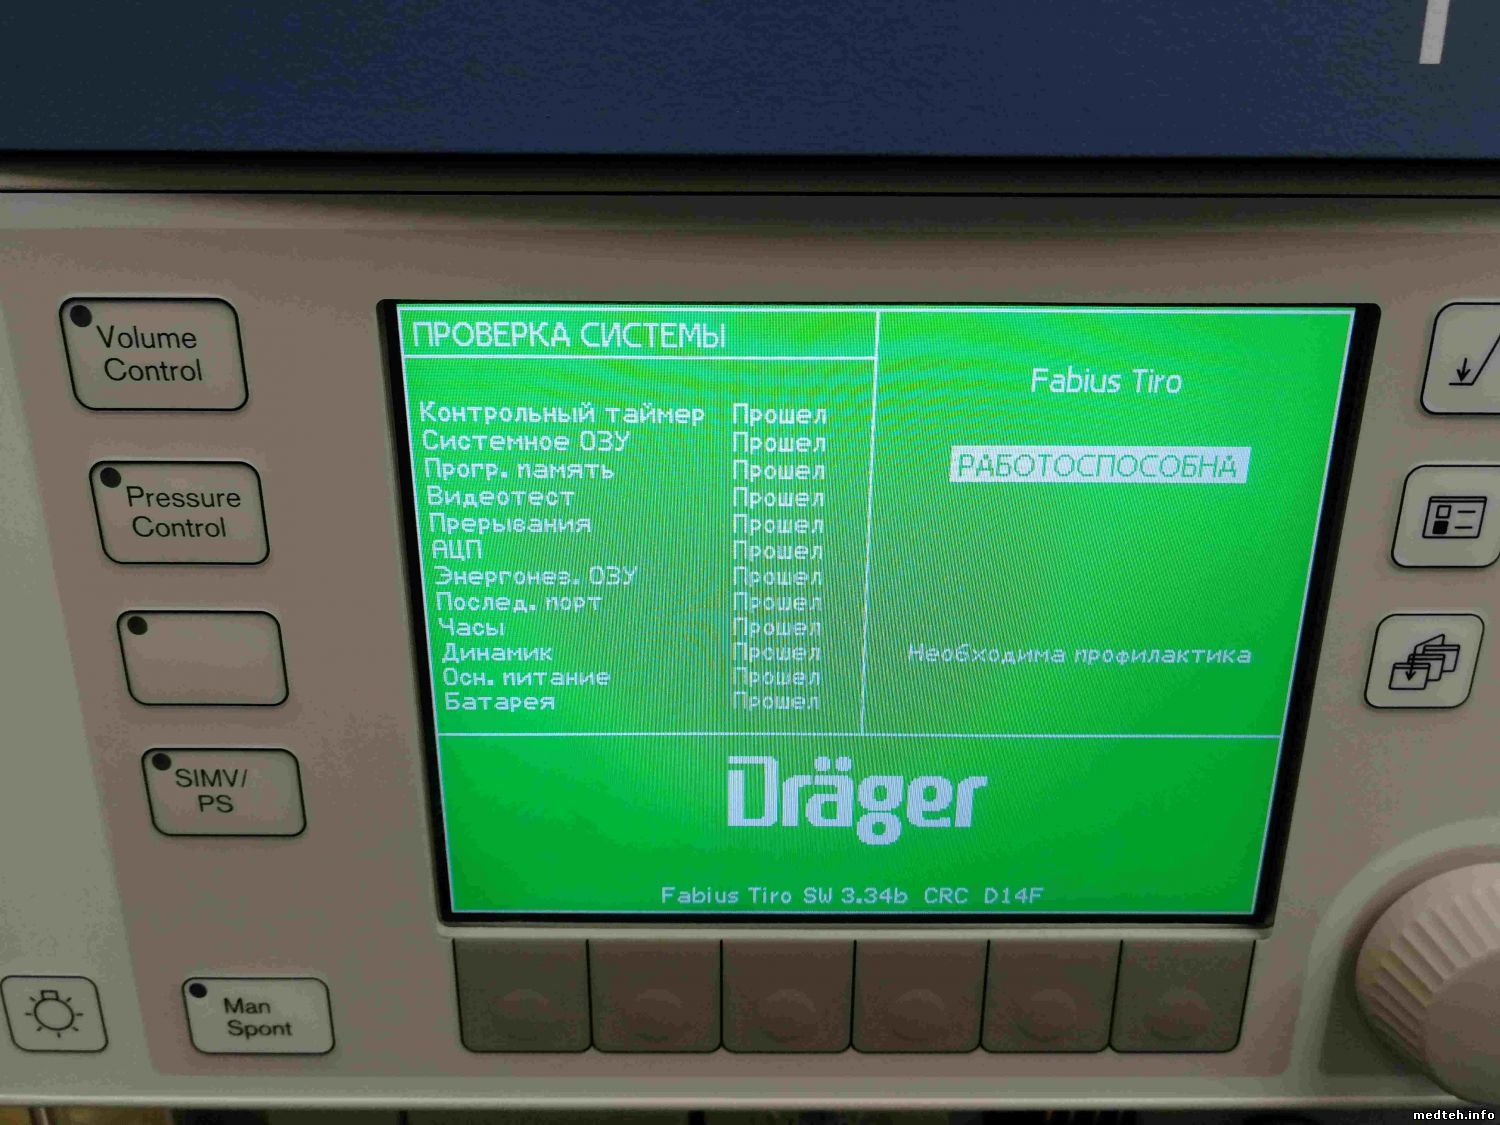 Volume
Control
Pressure
Control
SIMV/
PS
Man
Spont
ПРОВЕРКА СИСТЕМЫ
Контрольный таймер Прошел
Системное ОЗУ Прошел
Прогр. память Прошел
Видеотест Прошел
Прерывания Прошел
АЦП Прошел
Энергонез. ОЗУ Прошел
Послед. порт Прошел
Часы Прошел
Динамик Прошел
Осн. питание Прошел
Батарея Прошел
Fabius Tiro
РАБОТОСПОСОБНА
Необходима профилактика
Dräger
Fabius Tiro SW 3.34b CRC D14F
medteh.info